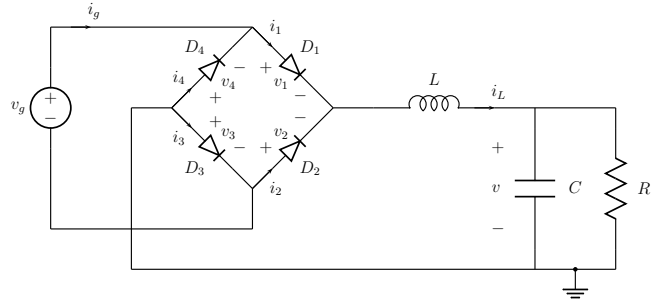 i_g
i_1
D_4
D_1
+
−
i_4
v_4
−
+
v_1
−
L
i_L
v_g
+
−
+
+
−
i_3
v_3
−
+
v_2
−
D_3
D_2
i_2
v
C
R